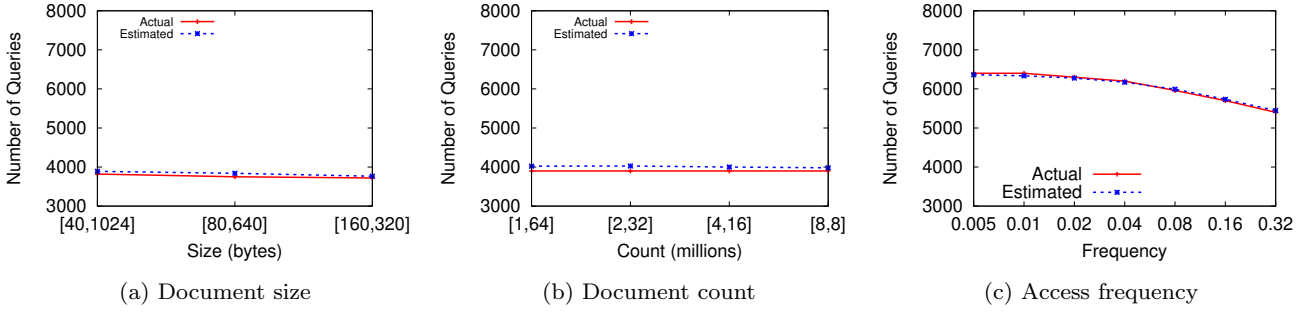 Number of Queries
8000
7000
6000
5000
4000
3000
Actual
Estimated
[40,1024]
[80,640]
[160,320]
Size (bytes)
(a) Document size
Number of Queries
8000
7000
6000
5000
4000
3000
Actual
Estimated
[1,64]
[2,32]
[4,16]
[8,8]
Count (millions)
(b) Document count
Number of Queries
8000
7000
6000
5000
4000
3000
Actual
Estimated
0.005 0.01 0.02 0.04 0.08 0.16 0.32
Frequency
(c) Access frequency